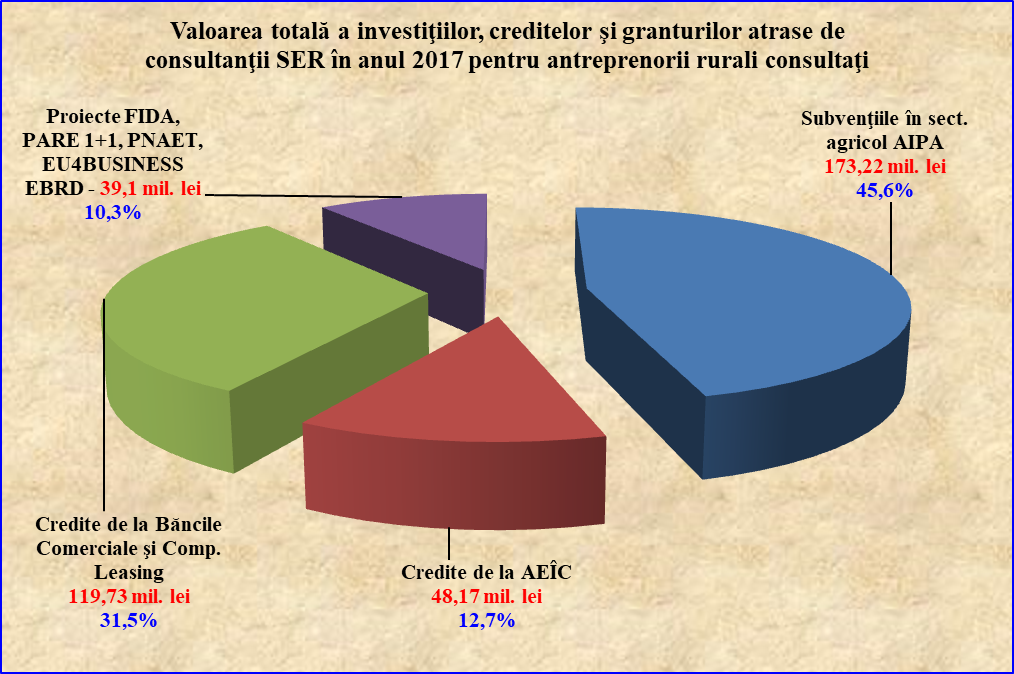 Valoarea totală a investiţiilor, creditelor şi granturilor atrase de
consultanţii SER în anul 2017 pentru antreprenorii rurali consultaţi
Proiecte FIDA,
PARE 1+1, PNAET,
EU4BUSINESS
EBRD - 39,1 mil. lei
10,3%
Subvenţiile în sect.
agricol AIPA
173,22 mil. lei
45,6%
Credite de la Băncile
Comerciale şi Comp.
Leasing
119,73 mil. lei
31,5%
Credite de la AEÎC
48,17 mil. lei
12,7%